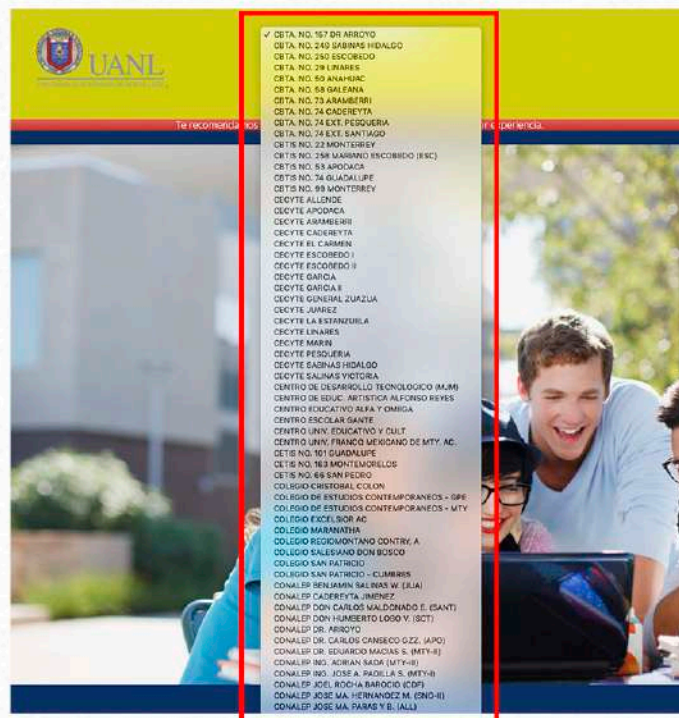 UANL
Te recomendamos
r experiencia.
✓ CBTA. NO. 157 DR ARROYO
CBTA. NO. 249 SABINAS HIDALGO
CBTA. NO. 250 ESCOBEDO
CBTA. NO. 29 LINARES
CBTA. NO. 50 ANAHUAC
CBTA. NO. 58 GALEANA
CBTA. NO. 73 ARAMBERRI
CBTA. NO. 74 CADEREYTA
CBTA. NO. 74 EXT. PESQUERIA
CBTA. NO. 74 EXT. SANTIAGO
CBTIS NO. 22 MONTERREY
CBTIS NO. 258 MARIANO ESCOBEDO (ESC)
CBTIS NO. 53 APODACA
CBTIS NO. 74 GUADALUPE
CBTIS NO. 99 MONTERREY
CECYTE ALLENDE
CECYTE APODACA
CECYTE ARAMBERRI
CECYTE CADEREYTA
CECYTE EL CARMEN
CECYTE ESCOBEDO I
CECYTE ESCOBEDO II
CECYTE GARCIA
CECYTE GARCIA II
CECYTE GENERAL ZUAZUA
CECYTE JUAREZ
CECYTE LA ESTANZUELA
CECYTE LINARES
CECYTE MARIN
CECYTE PESQUERIA
CECYTE SABINAS HIDALGO
CECYTE SALINAS VICTORIA
CENTRO DE DESARROLLO TECNOLOGICO (MJM)
CENTRO DE EDUC. ARTISTICA ALFONSO REYES
CENTRO EDUCATIVO ALFA Y OMEGA
CENTRO ESCOLAR GANTE
CENTRO UNIV. EDUCATIVO Y CULT
CENTRO UNIV. FRANCO MEXICANO DE MTY. AC.
CETIS NO. 101 GUADALUPE
CETIS NO. 163 MONTEMORELOS
CETIS NO. 66 SAN PEDRO
COLEGIO CRISTOBAL COLON
COLEGIO DE ESTUDIOS CONTEMPORANEOS - GPE
COLEGIO DE ESTUDIOS CONTEMPORANEOS - MTY
COLEGIO EXCELSIOR AC
COLEGIO MARANATHA
COLEGIO REGIOMONTANO CONTRY, A
COLEGIO SALESIANO DON BOSCO
COLEGIO SAN PATRICIO
COLEGIO SAN PATRICIO - CUMBRES
CONALEP BENJAMIN SALINAS W. (JUA)
CONALEP CADEREYTA JIMENEZ
CONALEP DON CARLOS MALDONADO E. (SANT)
CONALEP DON HUMBERTO LOBO V. (SCT)
CONALEP DR. ARROYO
CONALEP DR. CARLOS CANSECO GZZ. (APO)
CONALEP DR. EDUARDO MACIAS S. (MTY-II)
CONALEP ING. ADRIAN SADA (MTY-III)
CONALEP ING. JOSE A. PADILLA S. (MTY-I)
CONALEP JOEL ROCHA BAROCIO (CDF)
CONALEP JOSE MA. HERNANDEZ M. (SNO-II)
CONALEP JOSE MA. PARAS Y B. (ALL)